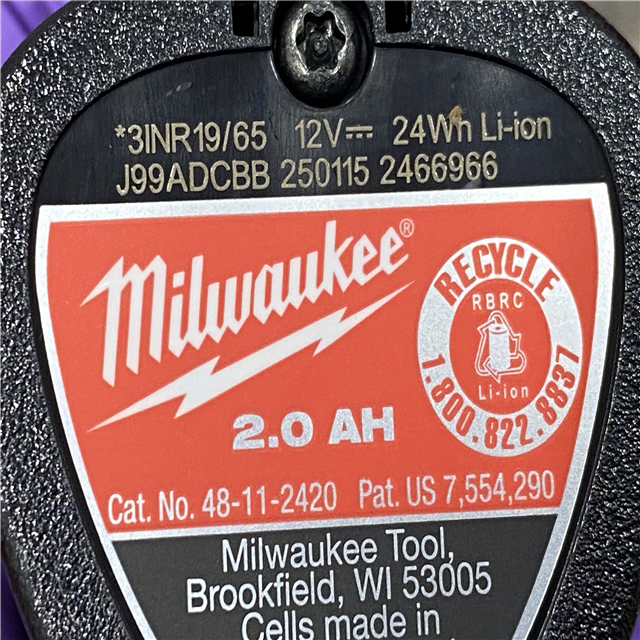 *3INR19/65 12V⎓ 24Wh Li-ion
J99ADCBB 250115 2466966
Milwaukee®
RECYCLE
RBRC
Li-ion
1.800.822.8837
2.0 AH
Cat. No. 48-11-2420 Pat. US 7,554,290
Milwaukee Tool,
Brookfield, WI 53005
Cells made in